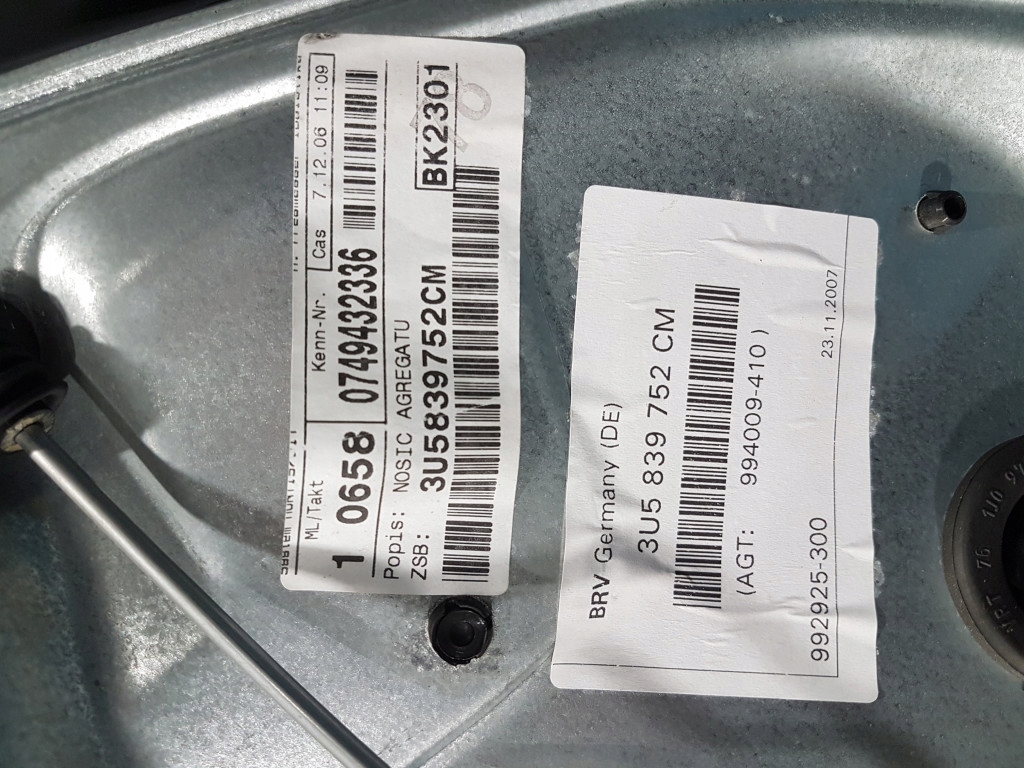 ML/Takt
Kenn-Nr.
Cas 7.12.06 11:09
1 0658
0749432336
Popis: NOSIC AGREGATU
ZSB: 3U5839752CM
BK2301
BRV Germany (DE)
3U5 839 752 CM
(AGT: 994009-410 )
992925-300
23.11.2007
76